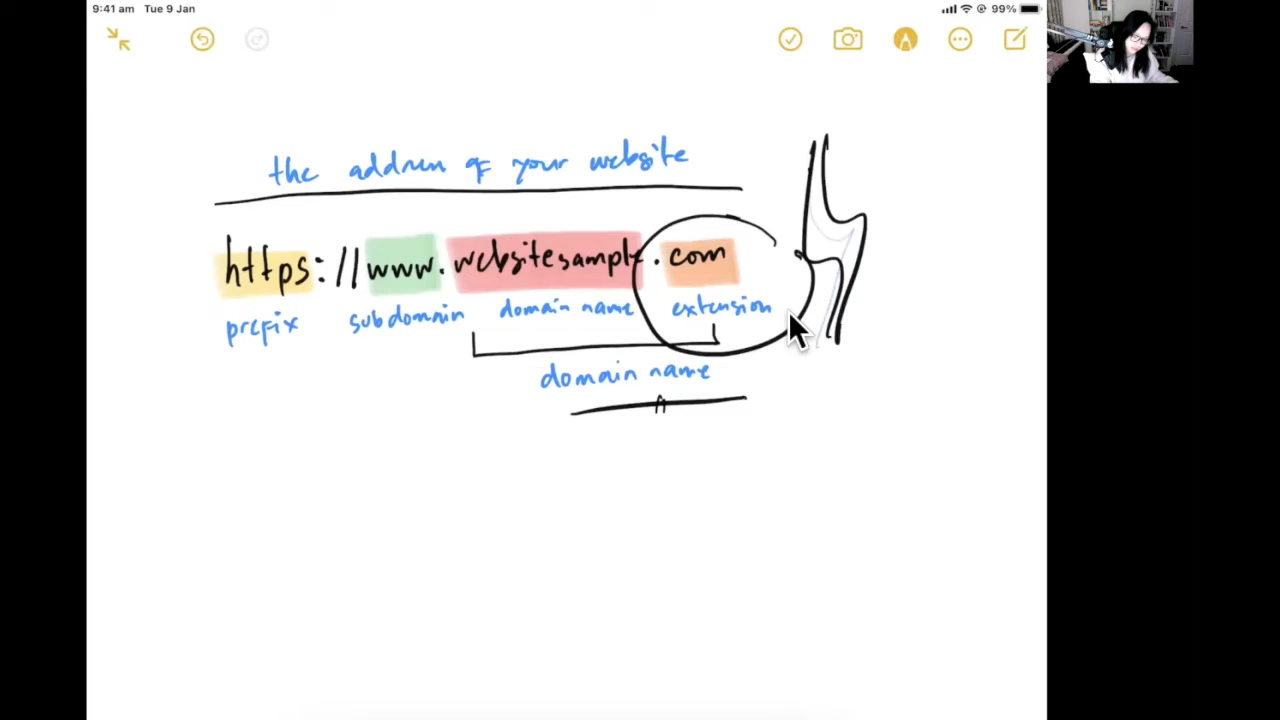 9:41 am Tue 9 Jan 99%
the address of your website
https://www.websitesample.com
prefix subdomain domain name extension
domain name